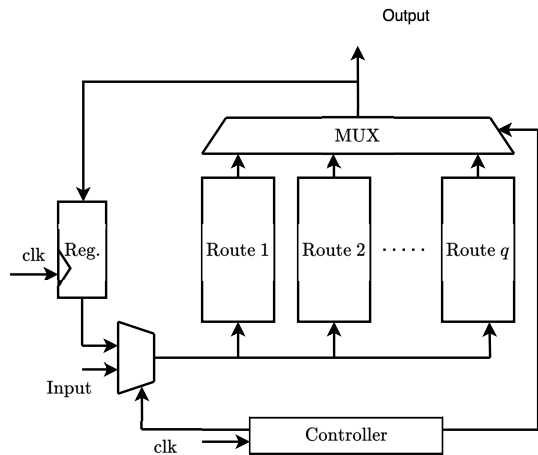 Output
MUX
Reg.
Route 1
Route 2
· · · · ·
Route q
clk
Input
Controller
clk